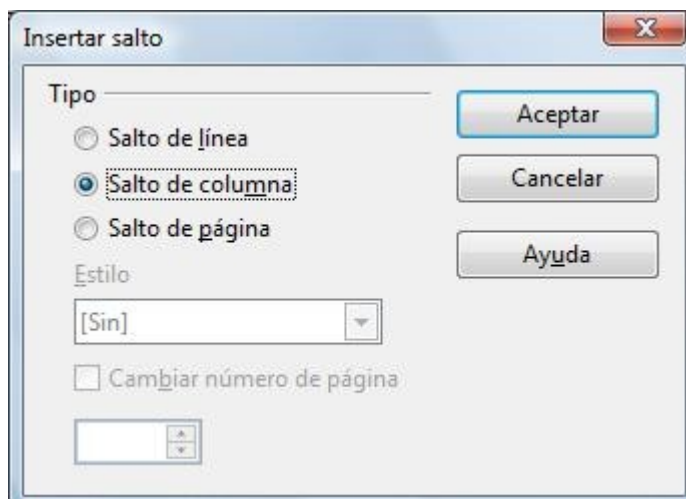 Insertar salto
Tipo
Salto de línea
Salto de columna
Salto de página
Estilo
[Sin]
Cambiar número de página
Aceptar
Cancelar
Ayuda